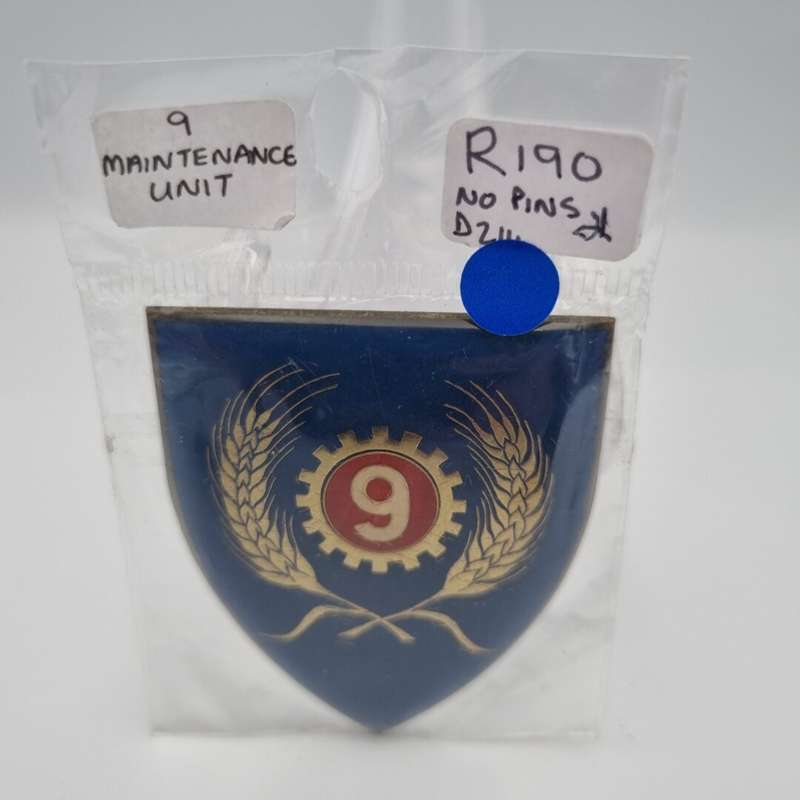 9
MAINTENANCE
UNIT
R190
NO PINS
9